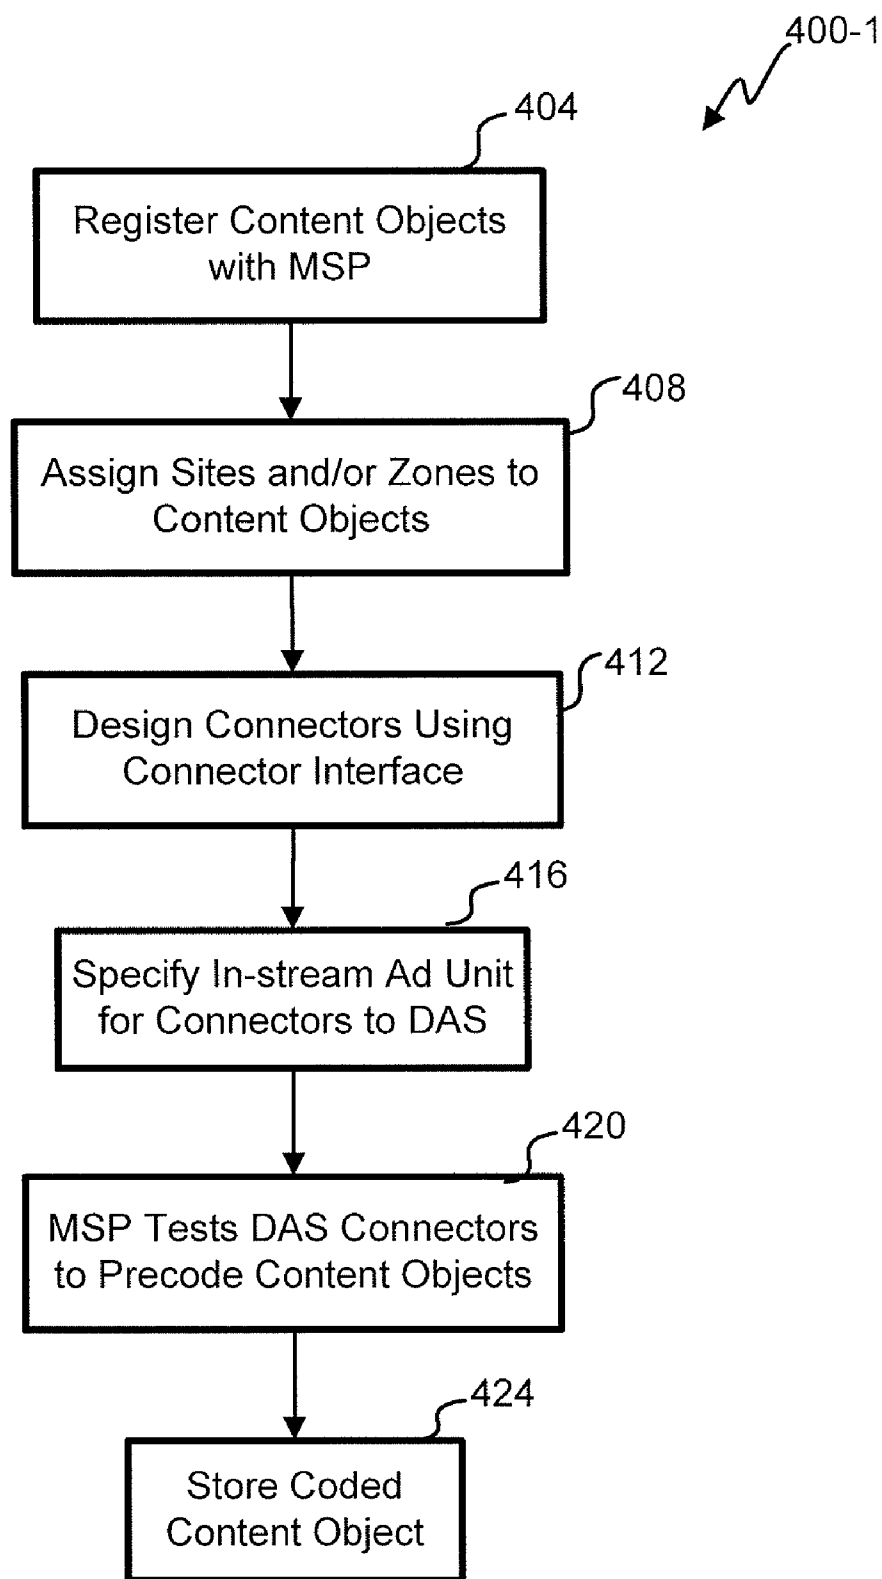 400-1
404
Register Content Objects
with MSP
408
Assign Sites and/or Zones to
Content Objects
412
Design Connectors Using
Connector Interface
416
Specify In-stream Ad Unit
for Connectors to DAS
420
MSP Tests DAS Connectors
to Precode Content Objects
424
Store Coded
Content Object